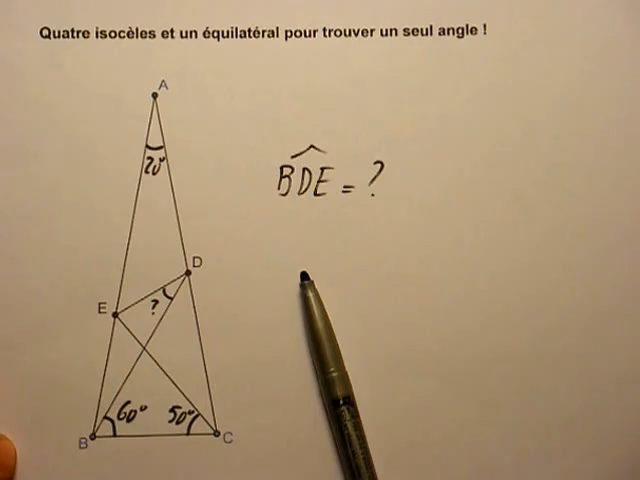 Quatre isocèles et un équilatéral pour trouver un seul angle !
A
20°
BDE = ?
D
E
?
60° 50°
B C